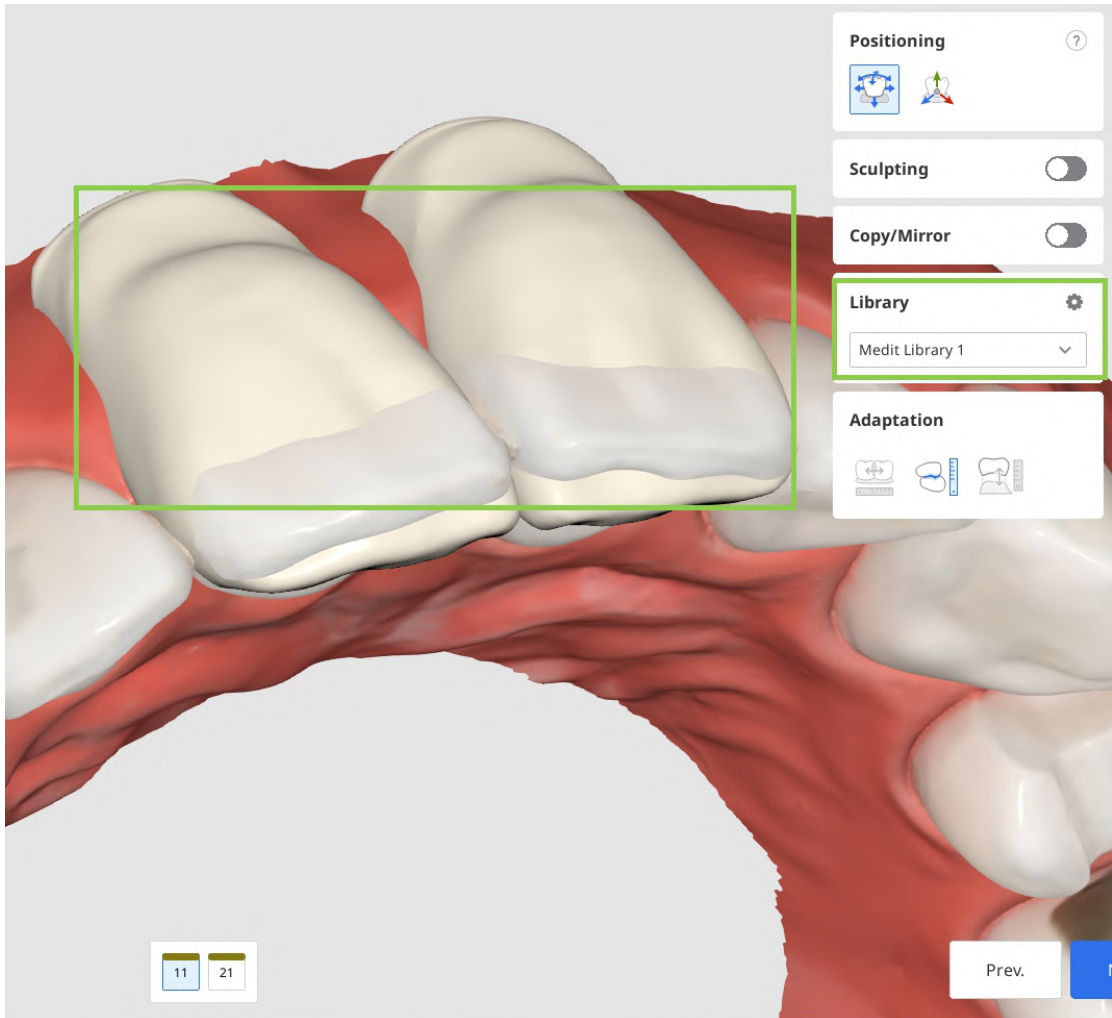 Positioning
?
Sculpting
Copy/Mirror
Library
Medit Library 1
Adaptation
11 21
Prev.